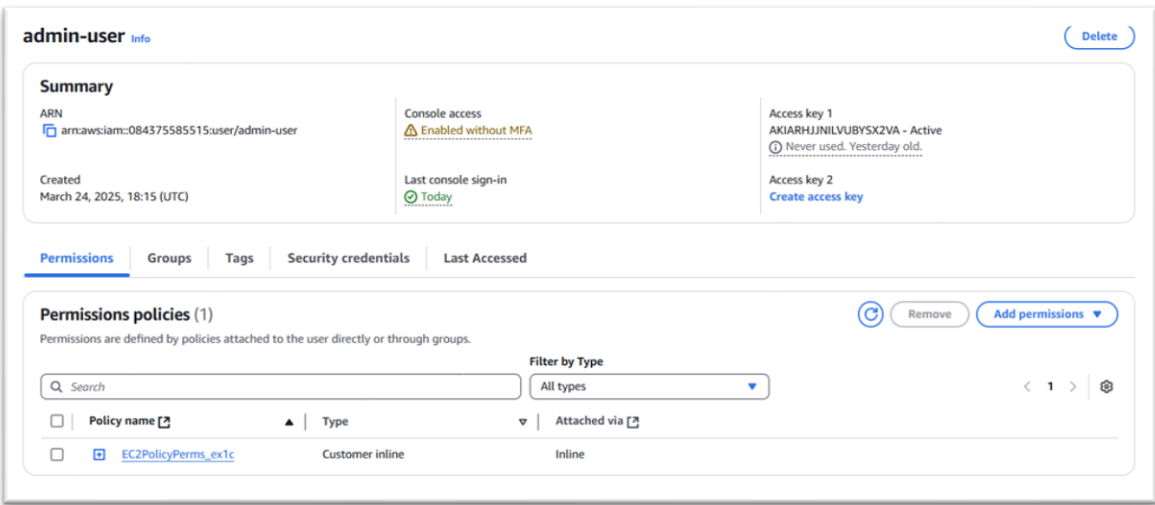 admin-user Info
Delete
Summary
ARN
arn:aws:iam::084375585515:user/admin-user
Created
March 24, 2025, 18:15 (UTC)
Console access
Enabled without MFA
Last console sign-in
Today
Access key 1
AKIARHJJNILVUBYSX2VA - Active
Never used. Yesterday old.
Access key 2
Create access key
Permissions Groups Tags Security credentials Last Accessed
Permissions policies (1)
Remove
Add permissions
Permissions are defined by policies attached to the user directly or through groups.
Filter by Type
Search
All types
1
Policy name Type Attached via
EC2PolicyPerms_ex1c Customer inline Inline